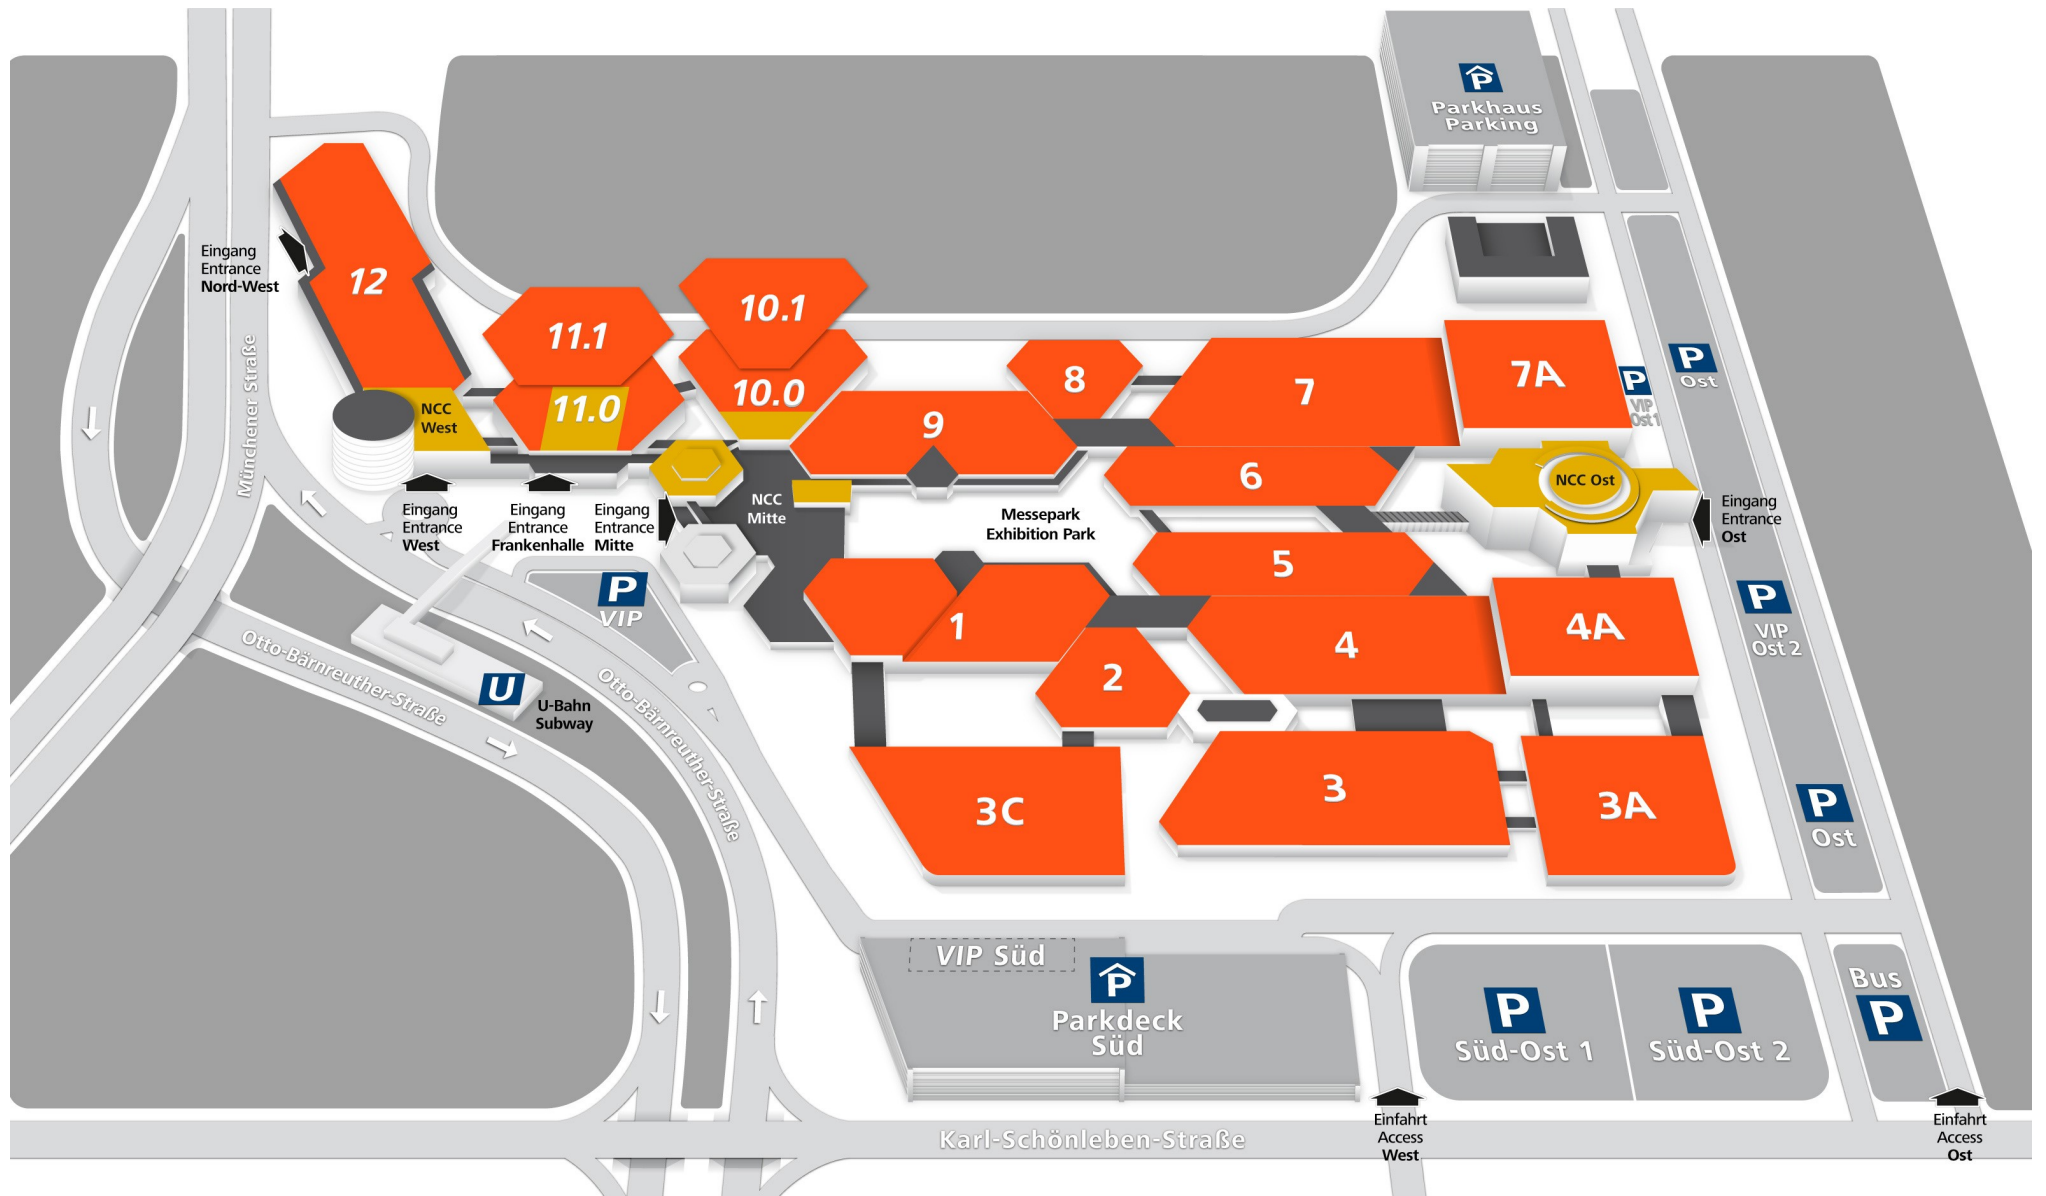 P
Parkhaus
Parking
Eingang
Entrance
Nord-West
12
11.1
10.1
11.0
10.0
9
8
7
7A
P
Ost
P
VIP
Ost 1
NCC
West
Münchener Straße
Eingang
Entrance
West
Eingang
Entrance
Frankenhalle
Eingang
Entrance
Mitte
NCC
Mitte
Messepark
Exhibition Park
6
NCC Ost
Eingang
Entrance
Ost
5
1
2
4
4A
P
VIP
P
VIP
Ost 2
Otto-Bärnreuther-Straße
U
U-Bahn
Subway
Otto-Bärnreuther-Straße
3C
3
3A
P
Ost
VIP Süd
P
Parkdeck
Süd
P
Süd-Ost 1
P
Süd-Ost 2
Bus
P
Karl-Schönleben-Straße
Einfahrt
Access
West
Einfahrt
Access
Ost